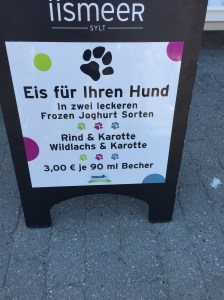 iismeer
SYLT
Eis für Ihren Hund
In zwei leckeren
Frozen Joghurt Sorten
Rind & Karotte
Wildlachs & Karotte
3,00 € je 90 ml Becher